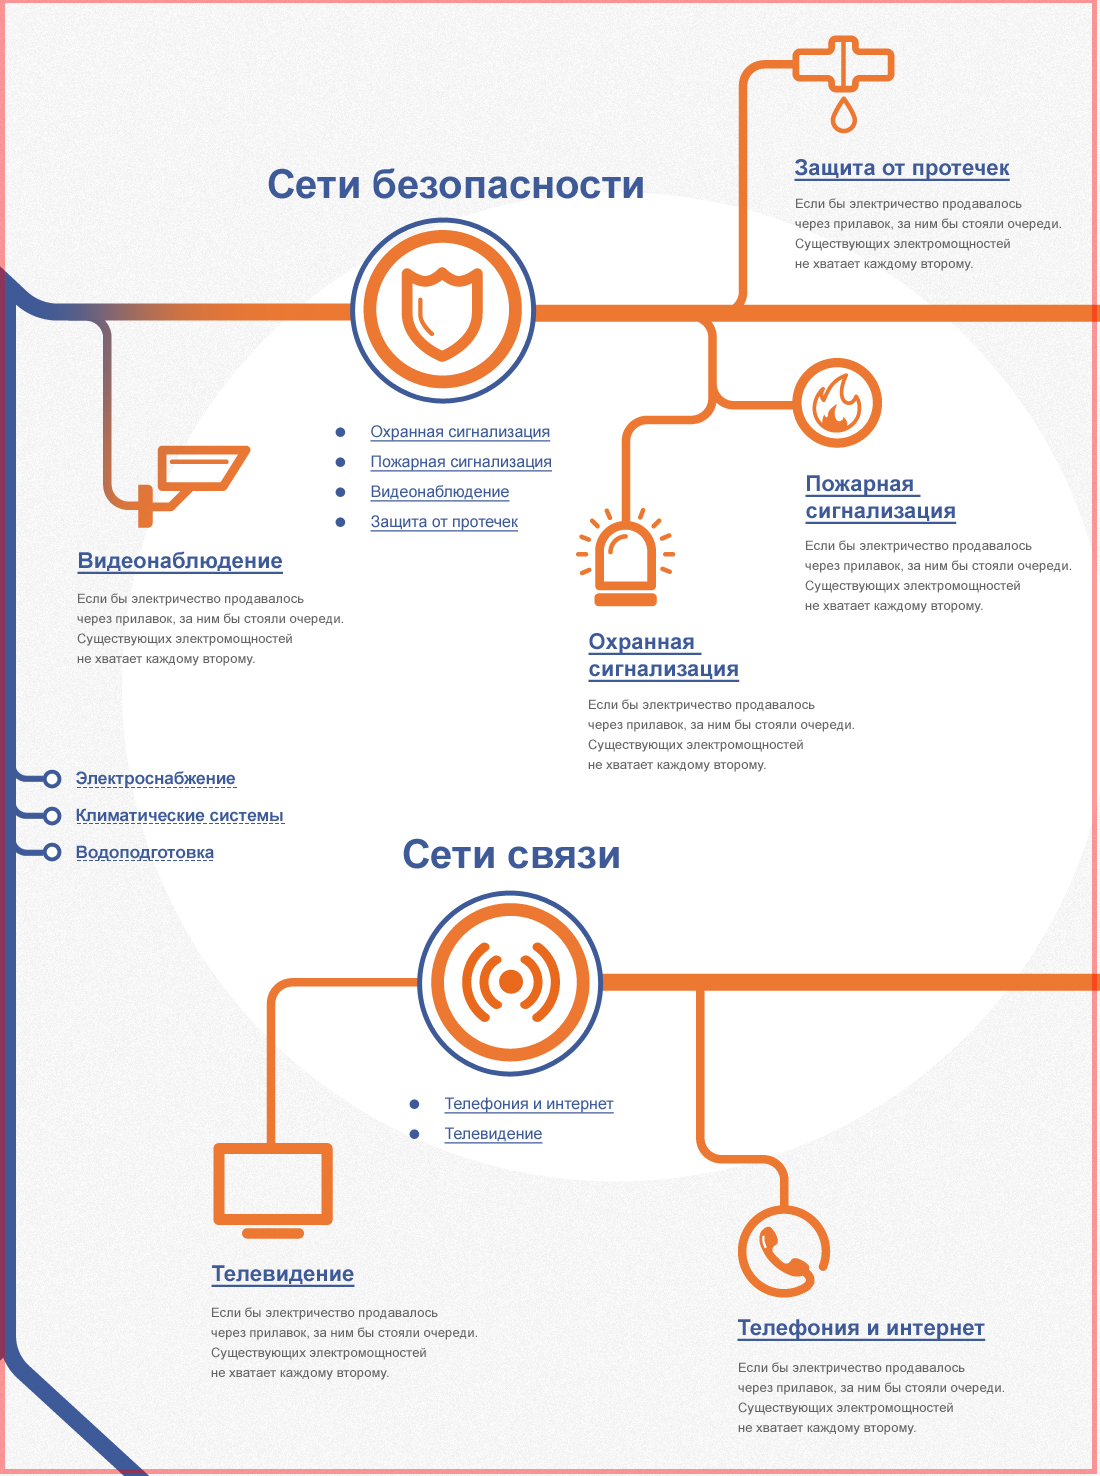 Защита от протечек
Если бы электричество продавалось
через прилавок, за ним бы стояли очереди.
Существующих электромощностей
не хватает каждому второму.
Сети безопасности
Охранная сигнализация
Пожарная сигнализация
Видеонаблюдение
Защита от протечек
Пожарная
сигнализация
Если бы электричество продавалось
через прилавок, за ним бы стояли очереди.
Существующих электромощностей
не хватает каждому второму.
Видеонаблюдение
Если бы электричество продавалось
через прилавок, за ним бы стояли очереди.
Существующих электромощностей
не хватает каждому второму.
Охранная
сигнализация
Если бы электричество продавалось
через прилавок, за ним бы стояли очереди.
Существующих электромощностей
не хватает каждому второму.
Электроснабжение
Климатические системы
Водоподготовка
Сети связи
Телефония и интернет
Телевидение
Телевидение
Если бы электричество продавалось
через прилавок, за ним бы стояли очереди.
Существующих электромощностей
не хватает каждому второму.
Телефония и интернет
Если бы электричество продавалось
через прилавок, за ним бы стояли очереди.
Существующих электромощностей
не хватает каждому второму.